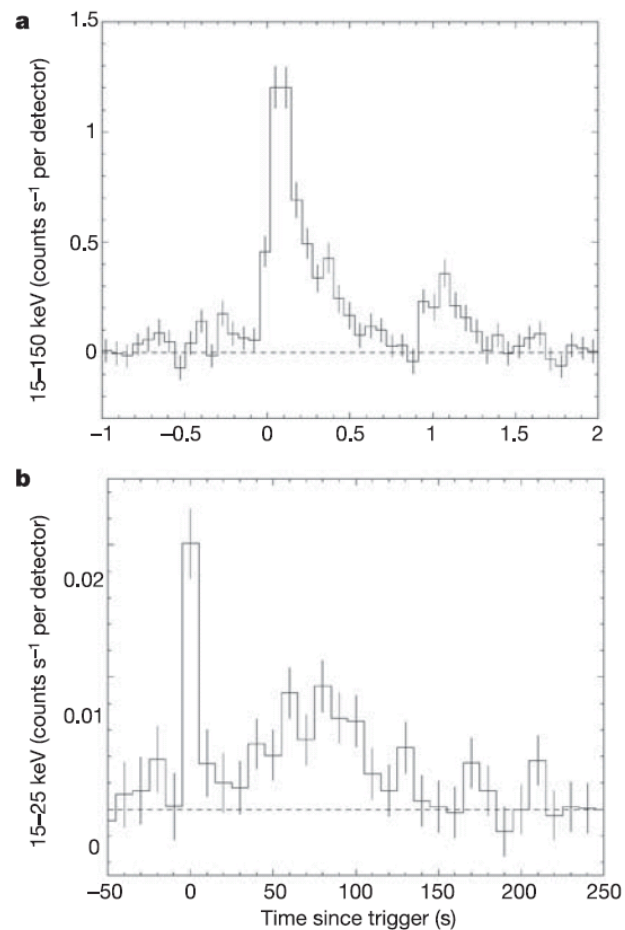 a
1.5
1
0.5
0
15–150 keV (counts s⁻¹ per detector)
−1 −0.5 0 0.5 1 1.5 2
b
0.02
0.01
0
15–25 keV (counts s⁻¹ per detector)
−50 0 50 100 150 200 250
Time since trigger (s)